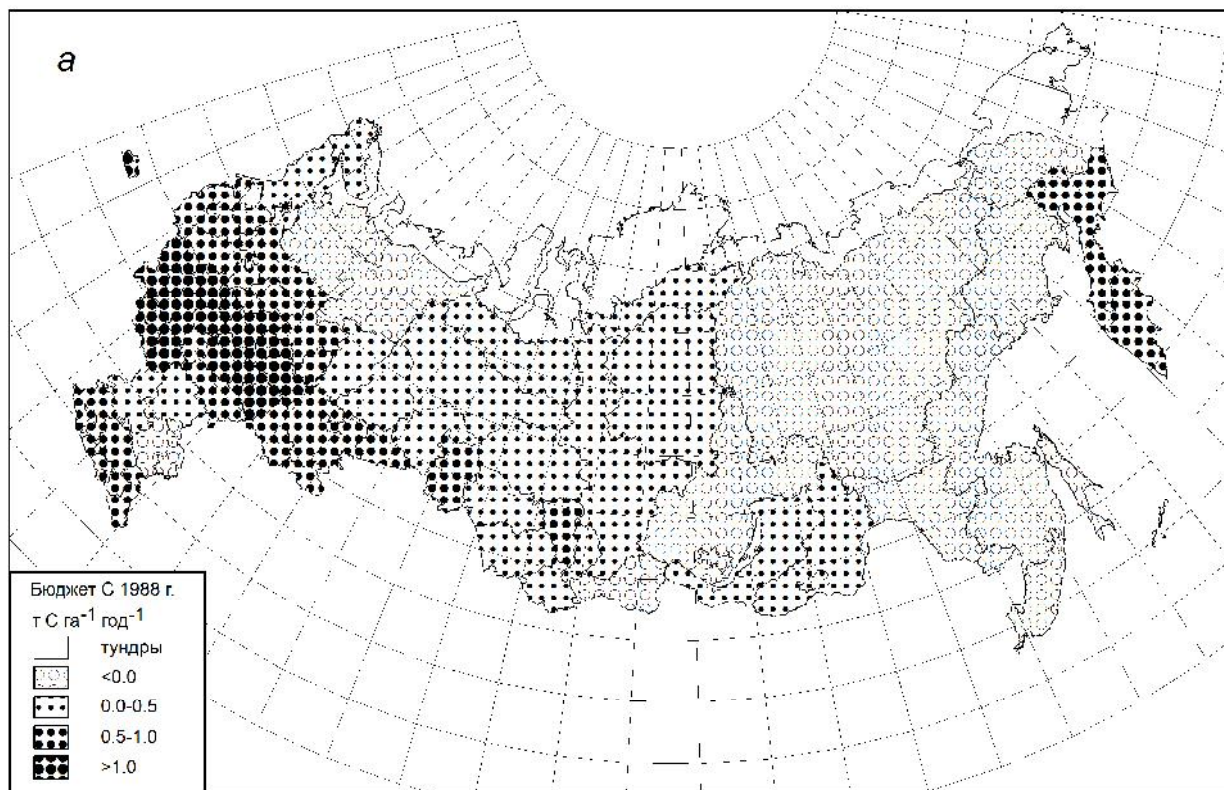 а
Бюджет С 1988 г.
т С га⁻¹ год⁻¹
тундры
<0.0
0.0-0.5
0.5-1.0
>1.0